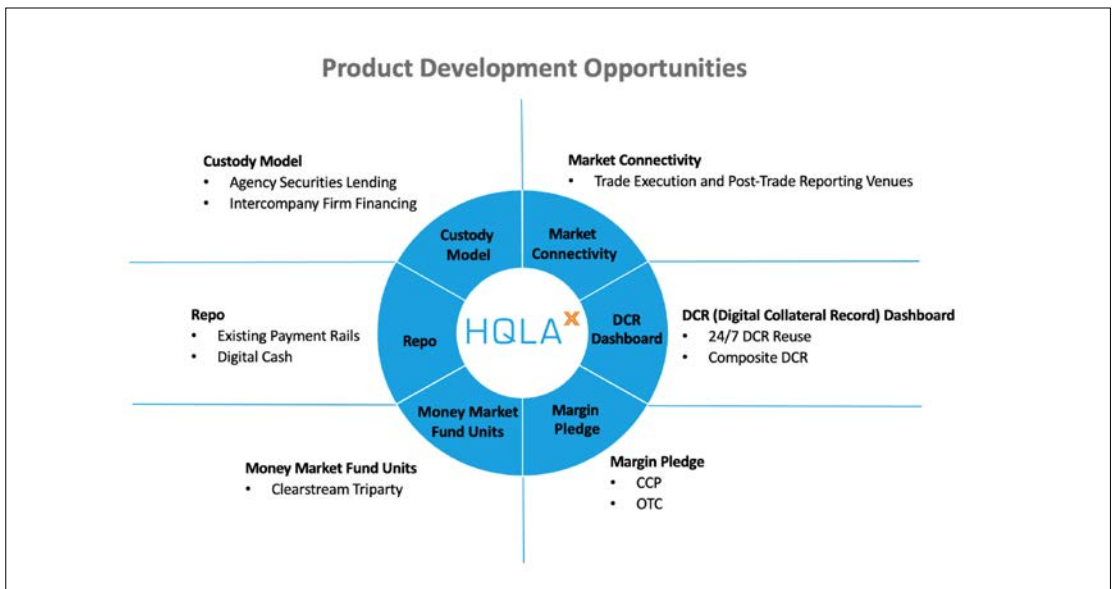 Product Development Opportunities
Custody Model
• Agency Securities Lending
• Intercompany Firm Financing
Market Connectivity
• Trade Execution and Post-Trade Reporting Venues
Custody
Model
Market
Connectivity
Repo
• Existing Payment Rails
• Digital Cash
Repo
HQLAX
DCR
Dashboard
DCR (Digital Collateral Record) Dashboard
• 24/7 DCR Reuse
• Composite DCR
Money Market
Fund Units
Margin
Pledge
Money Market Fund Units
• Clearstream Triparty
Margin Pledge
• CCP
• OTC